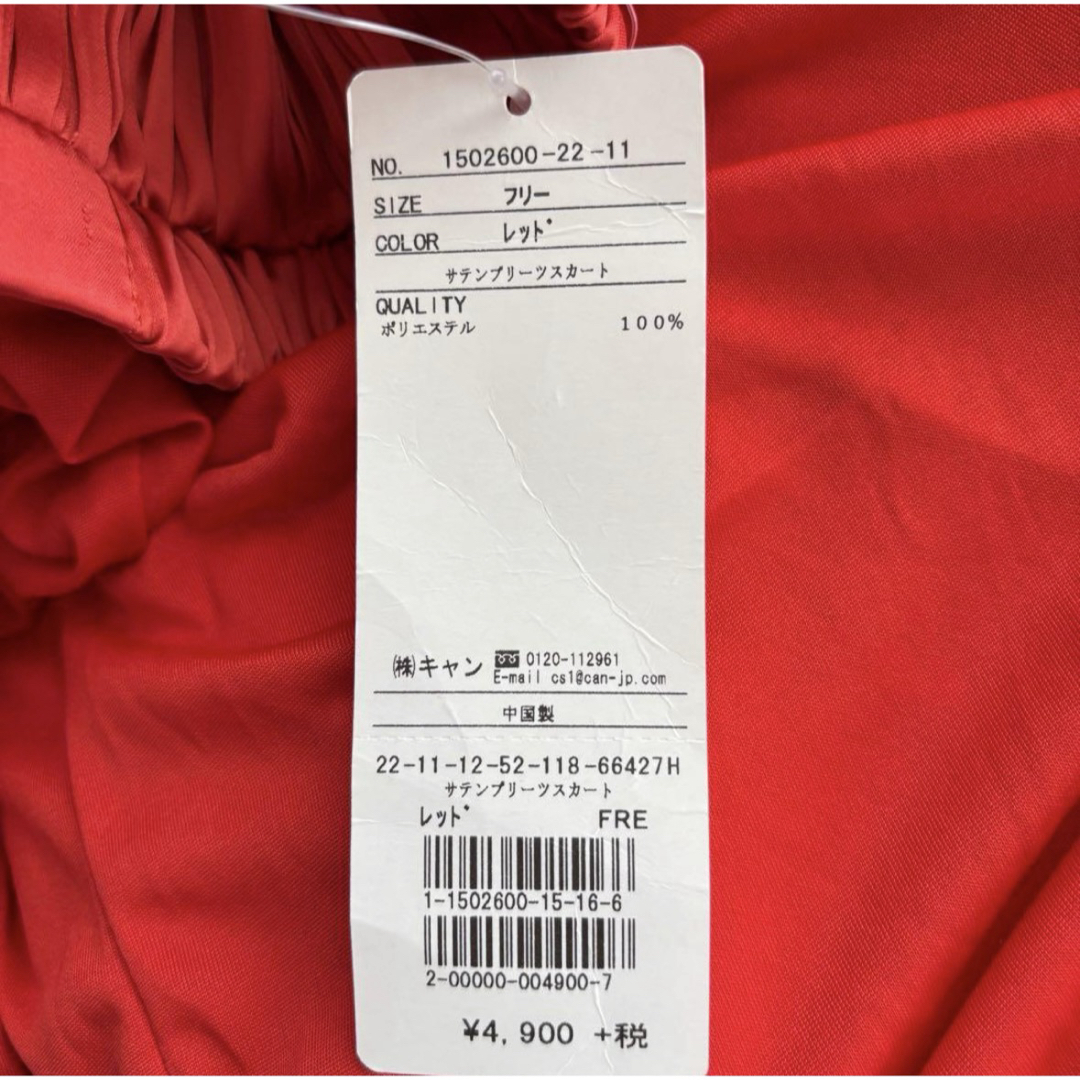 NO. 1502600-22-11
SIZE フリー
COLOR レッド
サテンプリーツスカート
QUALITY
ポリエステル 100%
㈱キャン 0120-112961
E-mail cs1@can-jp.com
中国製
22-11-12-52-118-66427H
サテンプリーツスカート
レッド FRE
1-1502600-15-16-6
2-00000-004900-7
¥4,900 +税